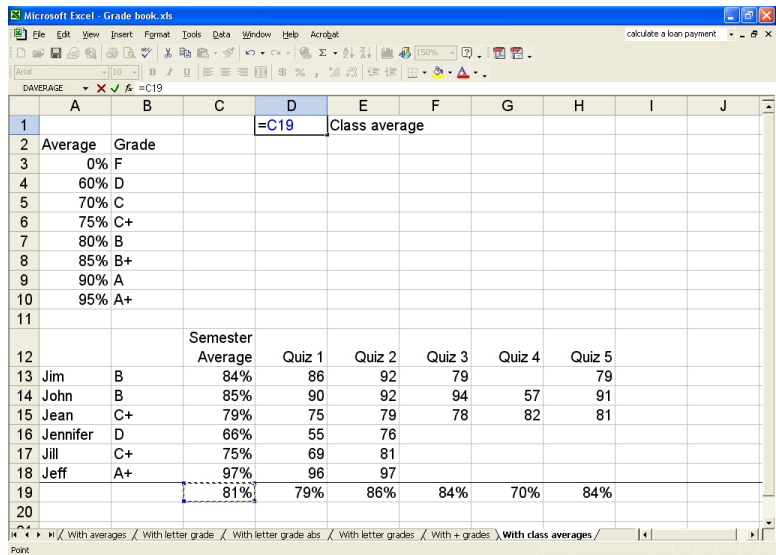 Microsoft Excel - Grade book.xls
File Edit View Insert Format Tools Data Window Help Acrobat calculate a loan payment
150%
Arial 10 B I U $ % ,
DAVERAGE fx =C19
A B C D E F G H I J
1 =C19 Class average
2 Average Grade
3 0% F
4 60% D
5 70% C
6 75% C+
7 80% B
8 85% B+
9 90% A
10 95% A+
11
Semester
12 Average Quiz 1 Quiz 2 Quiz 3 Quiz 4 Quiz 5
13 Jim B 84% 86 92 79 79
14 John B 85% 90 92 94 57 91
15 Jean C+ 79% 75 79 78 82 81
16 Jennifer D 66% 55 76
17 Jill C+ 75% 69 81
18 Jeff A+ 97% 96 97
19 81% 79% 86% 84% 70% 84%
20
With averages / With letter grade / With letter grade abs / With letter grades / With + grades \ With class averages /
Point